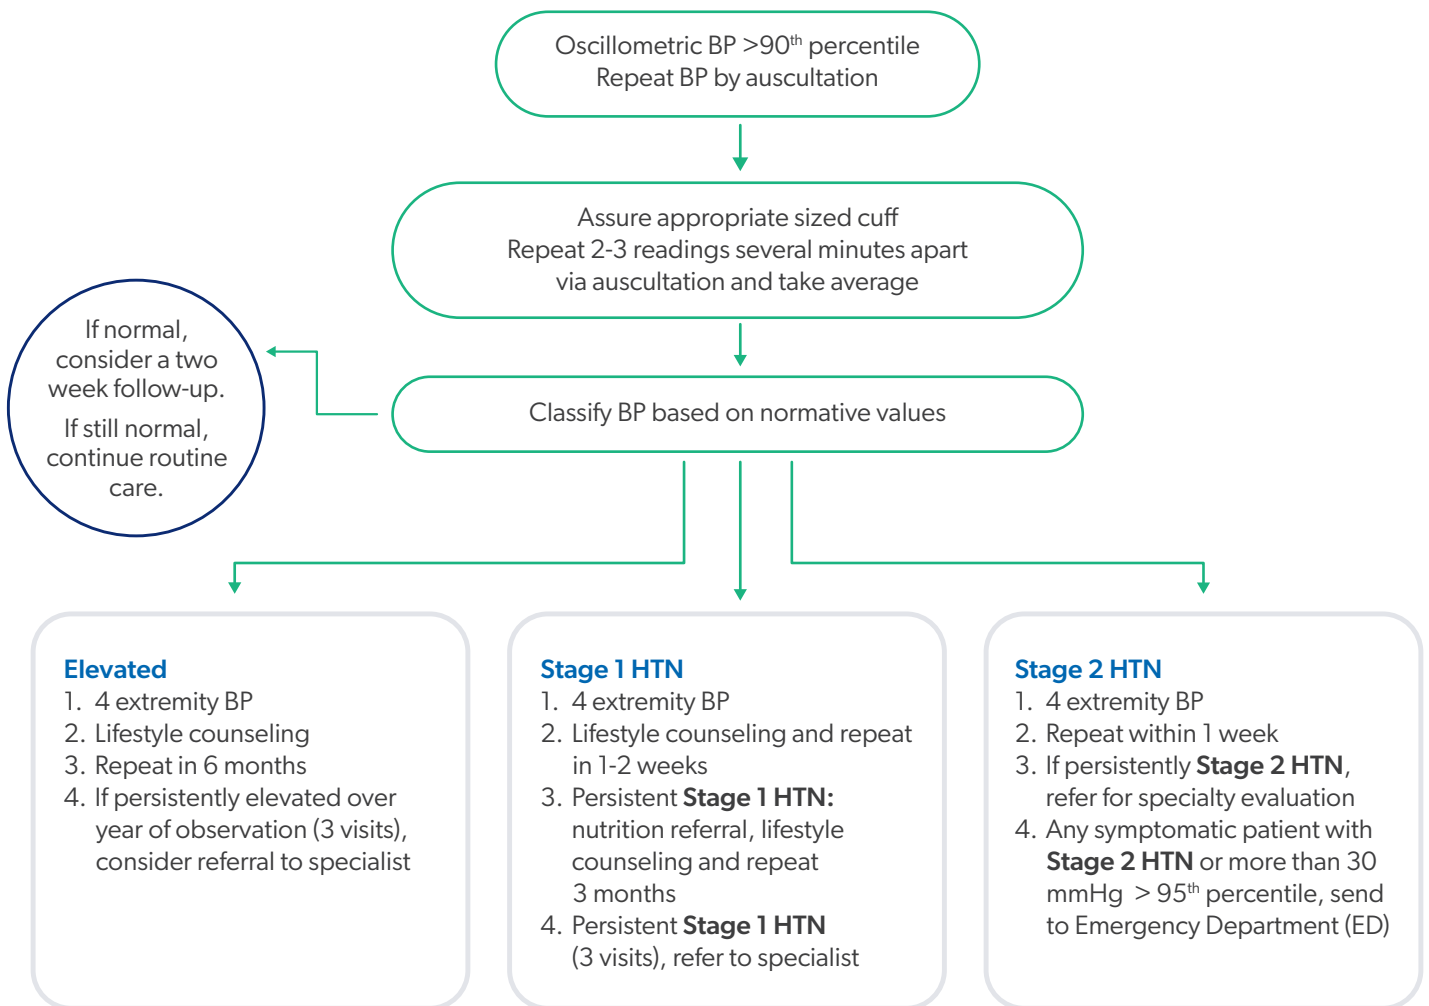 Oscillometric BP >90th percentile
Repeat BP by auscultation
Assure appropriate sized cuff
Repeat 2-3 readings several minutes apart
via auscultation and take average
If normal,
consider a two
week follow-up.
If still normal,
continue routine
care.
Classify BP based on normative values
Elevated
1. 4 extremity BP
2. Lifestyle counseling
3. Repeat in 6 months
4. If persistently elevated over
year of observation (3 visits),
consider referral to specialist
Stage 1 HTN
1. 4 extremity BP
2. Lifestyle counseling and repeat
in 1-2 weeks
3. Persistent Stage 1 HTN:
nutrition referral, lifestyle
counseling and repeat
3 months
4. Persistent Stage 1 HTN
(3 visits), refer to specialist
Stage 2 HTN
1. 4 extremity BP
2. Repeat within 1 week
3. If persistently Stage 2 HTN,
refer for specialty evaluation
4. Any symptomatic patient with
Stage 2 HTN or more than 30
mmHg > 95th percentile, send
to Emergency Department (ED)